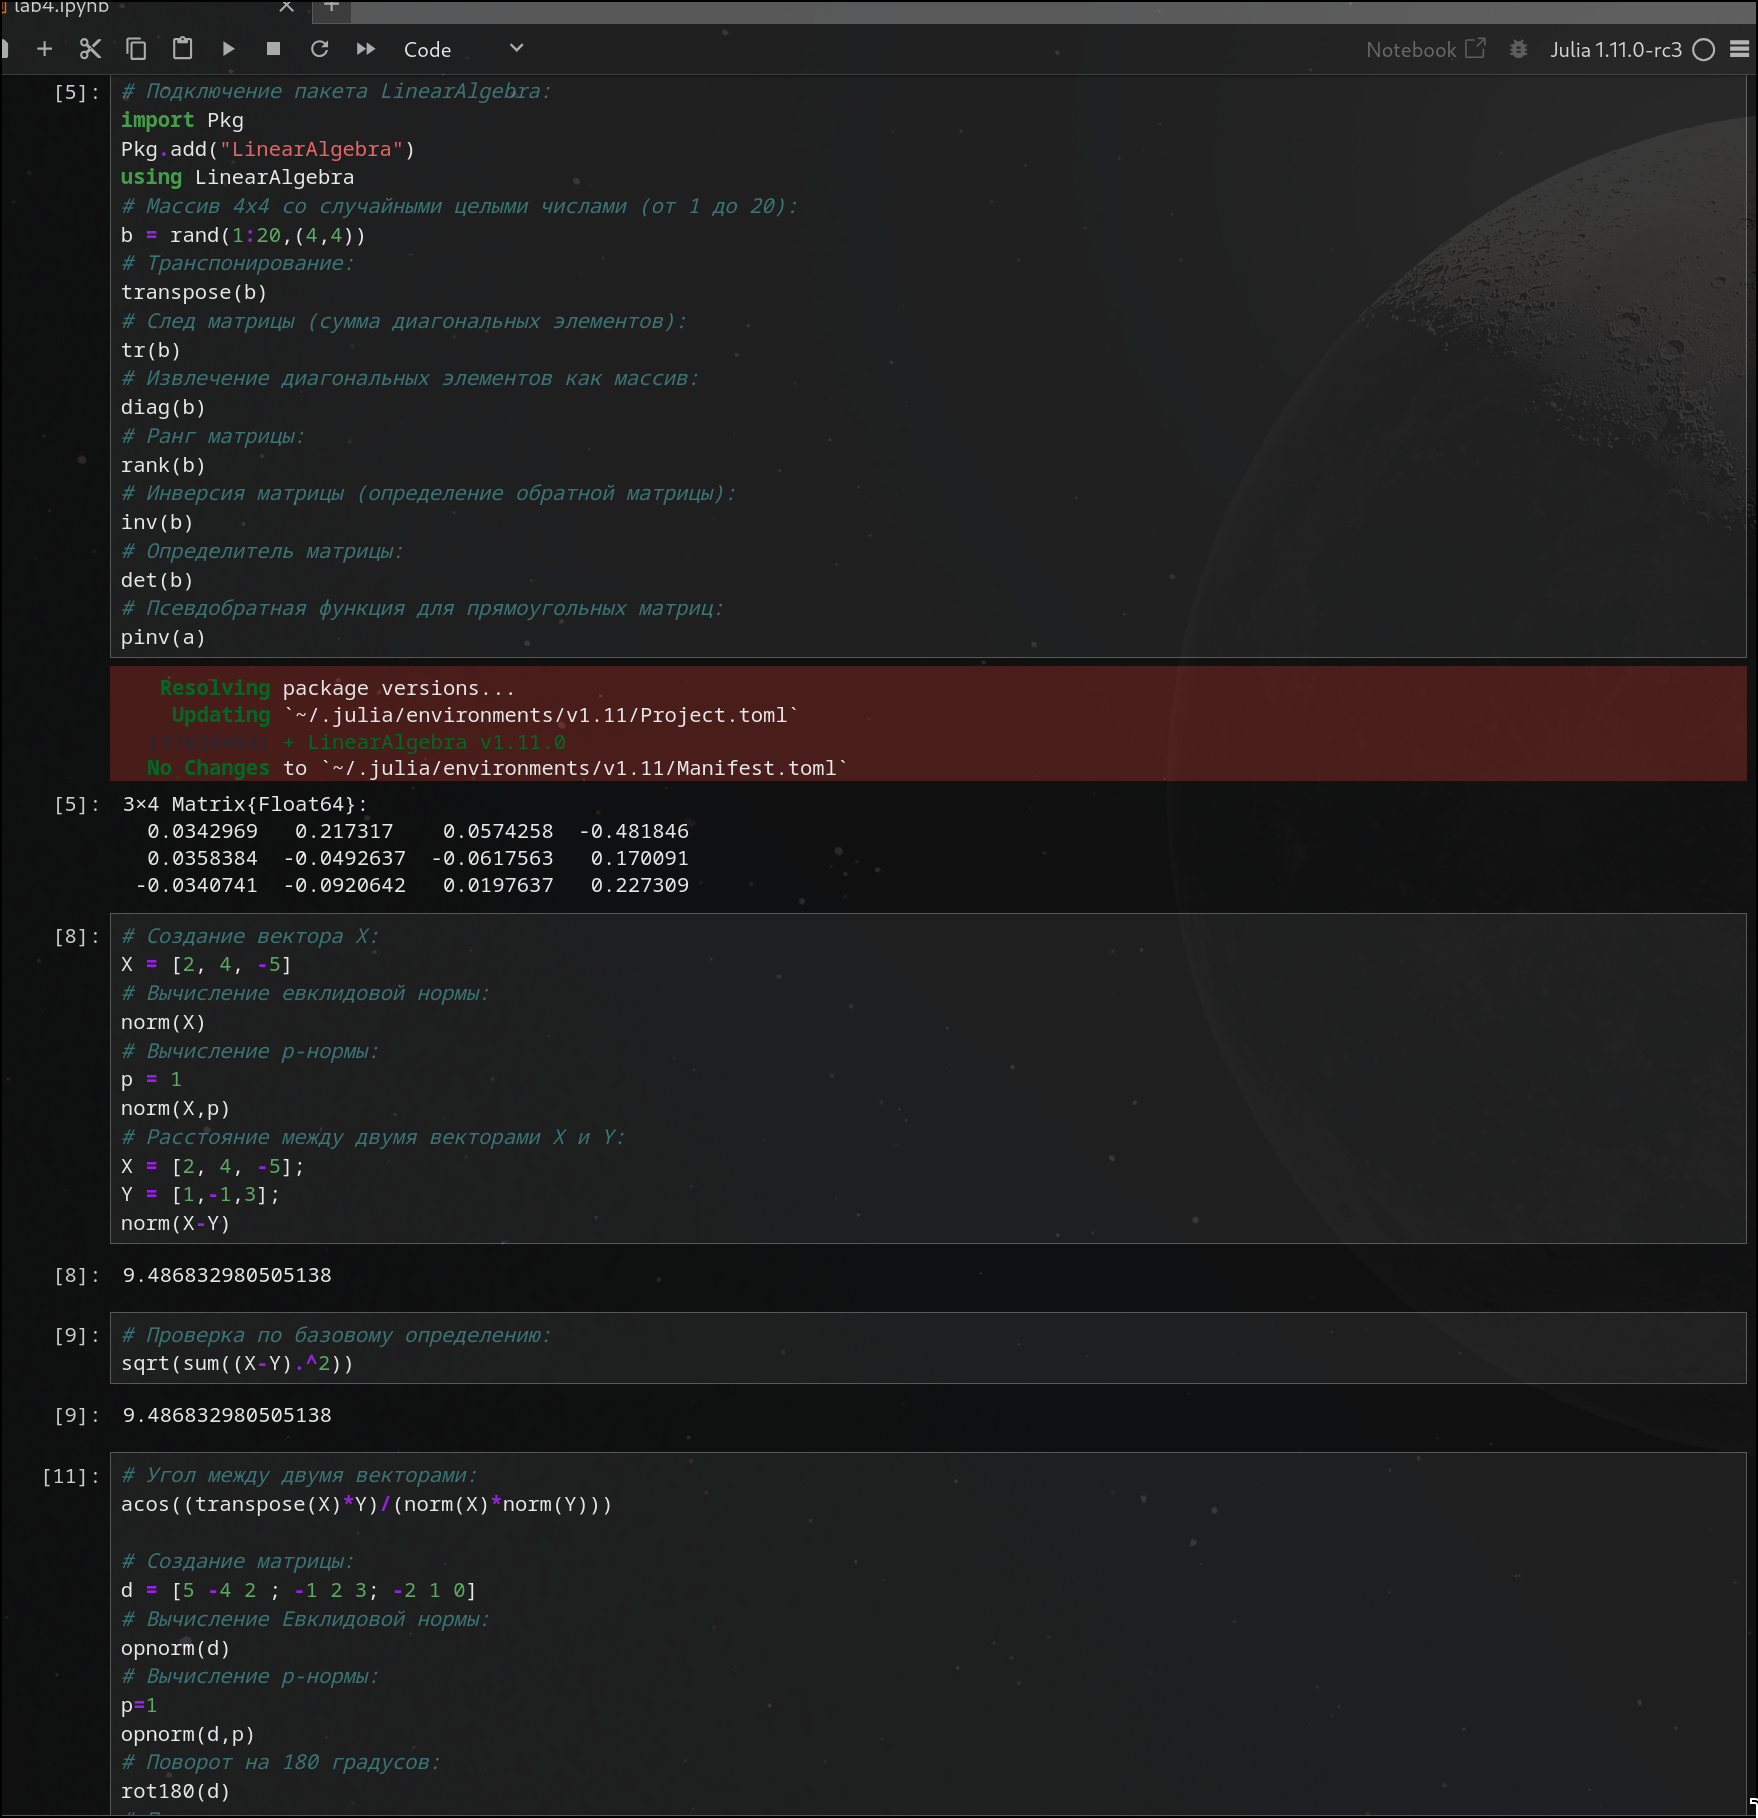 lab4.ipynb
Code
Notebook
Julia 1.11.0-rc3
[5]:
# Подключение пакета LinearAlgebra:
import Pkg
Pkg.add("LinearAlgebra")
using LinearAlgebra
# Массив 4x4 со случайными целыми числами (от 1 до 20):
b = rand(1:20,(4,4))
# Транспонирование:
transpose(b)
# След матрицы (сумма диагональных элементов):
tr(b)
# Извлечение диагональных элементов как массив:
diag(b)
# Ранг матрицы:
rank(b)
# Инверсия матрицы (определение обратной матрицы):
inv(b)
# Определитель матрицы:
det(b)
# Псевдобратная функция для прямоугольных матриц:
pinv(a)
Resolving package versions...
Updating `~/.julia/environments/v1.11/Project.toml`
+ LinearAlgebra v1.11.0
No Changes to `~/.julia/environments/v1.11/Manifest.toml`
[5]: 3×4 Matrix{Float64}:
0.0342969 0.217317 0.0574258 -0.481846
0.0358384 -0.0492637 -0.0617563 0.170091
-0.0340741 -0.0920642 0.0197637 0.227309
[8]:
# Создание вектора X:
X = [2, 4, -5]
# Вычисление евклидовой нормы:
norm(X)
# Вычисление p-нормы:
p = 1
norm(X,p)
# Расстояние между двумя векторами X и Y:
X = [2, 4, -5];
Y = [1,-1,3];
norm(X-Y)
[8]: 9.486832980505138
[9]:
# Проверка по базовому определению:
sqrt(sum((X-Y).^2))
[9]: 9.486832980505138
[11]:
# Угол между двумя векторами:
acos((transpose(X)*Y)/(norm(X)*norm(Y)))
# Создание матрицы:
d = [5 -4 2 ; -1 2 3; -2 1 0]
# Вычисление Евклидовой нормы:
opnorm(d)
# Вычисление p-нормы:
p=1
opnorm(d,p)
# Поворот на 180 градусов:
rot180(d)